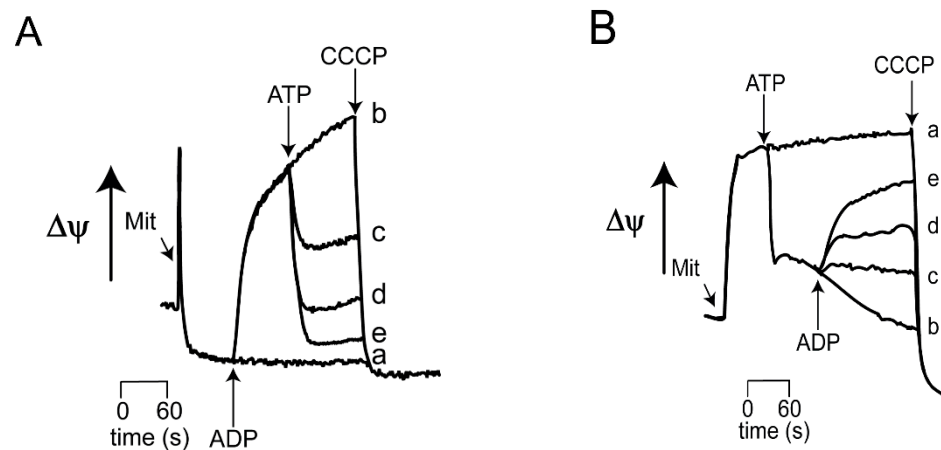 A
CCCP
ATP
b
Δψ
Mit
c
d
e
a
0 60
time (s)
ADP
B
CCCP
ATP
a
e
Δψ
d
Mit
c
b
ADP
0 60
time (s)